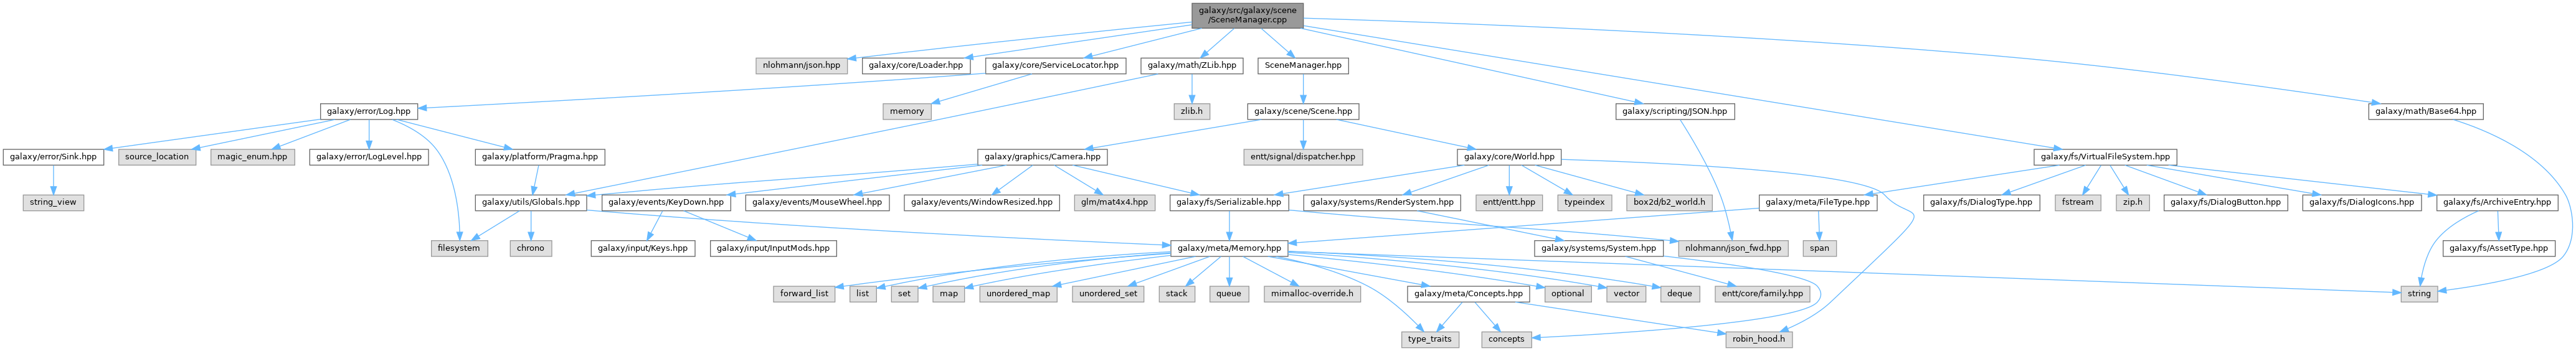 galaxy/src/galaxy/scene
/SceneManager.cpp
nlohmann/json.hpp
galaxy/core/Loader.hpp
galaxy/core/ServiceLocator.hpp
galaxy/math/ZLib.hpp
SceneManager.hpp
galaxy/error/Log.hpp
memory
zlib.h
galaxy/scene/Scene.hpp
galaxy/scripting/JSON.hpp
galaxy/math/Base64.hpp
galaxy/error/Sink.hpp
source_location
magic_enum.hpp
galaxy/error/LogLevel.hpp
galaxy/platform/Pragma.hpp
galaxy/graphics/Camera.hpp
entt/signal/dispatcher.hpp
galaxy/core/World.hpp
galaxy/fs/VirtualFileSystem.hpp
string_view
galaxy/utils/Globals.hpp
galaxy/events/KeyDown.hpp
galaxy/events/MouseWheel.hpp
galaxy/events/WindowResized.hpp
glm/mat4x4.hpp
galaxy/fs/Serializable.hpp
galaxy/systems/RenderSystem.hpp
entt/entt.hpp
typeindex
box2d/b2_world.h
galaxy/meta/FileType.hpp
galaxy/fs/DialogType.hpp
fstream
zip.h
galaxy/fs/DialogButton.hpp
galaxy/fs/DialogIcons.hpp
galaxy/fs/ArchiveEntry.hpp
filesystem
chrono
galaxy/input/Keys.hpp
galaxy/input/InputMods.hpp
galaxy/meta/Memory.hpp
galaxy/systems/System.hpp
nlohmann/json_fwd.hpp
span
galaxy/fs/AssetType.hpp
forward_list
list
set
map
unordered_map
unordered_set
stack
queue
mimalloc-override.h
galaxy/meta/Concepts.hpp
optional
vector
deque
entt/core/family.hpp
string
type_traits
concepts
robin_hood.h